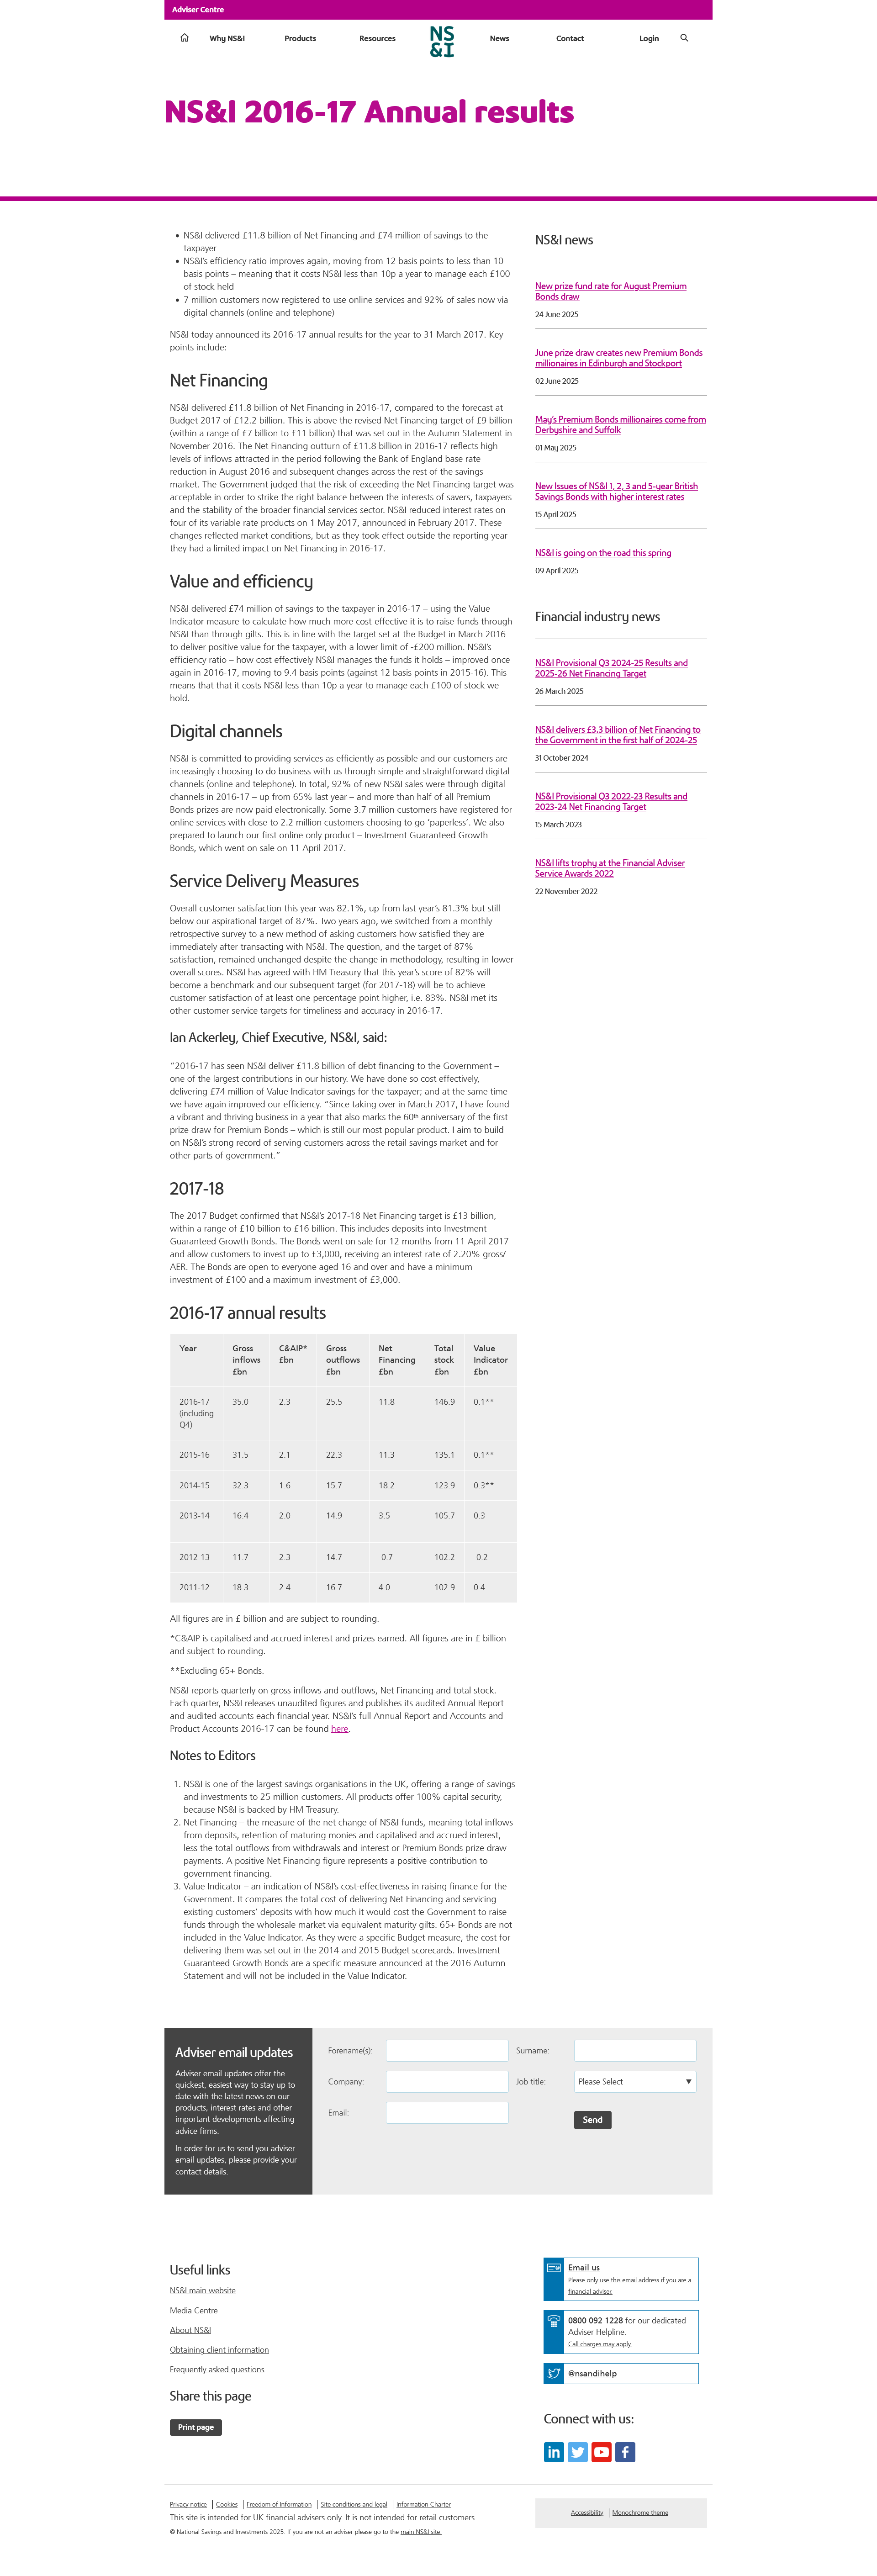 Adviser Centre
Why NS&I
Products
Resources
NS
&I
News
Contact
Login
NS&I 2016-17 Annual results
▪ NS&I delivered £11.8 billion of Net Financing and £74 million of savings to the
taxpayer
▪ NS&I's efficiency ratio improves again, moving from 12 basis points to less than 10
basis points – meaning that it costs NS&I less than 10p a year to manage each £100
of stock held
▪ 7 million customers now registered to use online services and 92% of sales now via
digital channels (online and telephone)
NS&I today announced its 2016-17 annual results for the year to 31 March 2017. Key
points include:
Net Financing
NS&I delivered £11.8 billion of Net Financing in 2016-17, compared to the forecast at
Budget 2017 of £12.2 billion. This is above the revised Net Financing target of £9 billion
(within a range of £7 billion to £11 billion) that was set out in the Autumn Statement in
November 2016. The Net Financing outturn of £11.8 billion in 2016-17 reflects high
levels of inflows attracted in the period following the Bank of England base rate
reduction in August 2016 and subsequent changes across the rest of the savings
market. The Government judged that the risk of exceeding the Net Financing target was
acceptable in order to strike the right balance between the interests of savers, taxpayers
and the stability of the broader financial services sector. NS&I reduced interest rates on
four of its variable rate products on 1 May 2017, announced in February 2017. These
changes reflected market conditions, but as they took effect outside the reporting year
they had a limited impact on Net Financing in 2016-17.
Value and efficiency
NS&I delivered £74 million of savings to the taxpayer in 2016-17 – using the Value
Indicator measure to calculate how much more cost-effective it is to raise funds through
NS&I than through gilts. This is in line with the target set at the Budget in March 2016
to deliver positive value for the taxpayer, with a lower limit of -£200 million. NS&I's
efficiency ratio – how cost effectively NS&I manages the funds it holds – improved once
again in 2016-17, moving to 9.4 basis points (against 12 basis points in 2015-16). This
means that that it costs NS&I less than 10p a year to manage each £100 of stock we
hold.
Digital channels
NS&I is committed to providing services as efficiently as possible and our customers are
increasingly choosing to do business with us through simple and straightforward digital
channels (online and telephone). In total, 92% of new NS&I sales were through digital
channels in 2016-17 – up from 65% last year – and more than half of all Premium
Bonds prizes are now paid electronically. Some 3.7 million customers have registered for
online services with close to 2.2 million customers choosing to go 'paperless'. We also
prepared to launch our first online only product – Investment Guaranteed Growth
Bonds, which went on sale on 11 April 2017.
Service Delivery Measures
Overall customer satisfaction this year was 82.1%, up from last year's 81.3% but still
below our aspirational target of 87%. Two years ago, we switched from a monthly
retrospective survey to a new method of asking customers how satisfied they are
immediately after transacting with NS&I. The question, and the target of 87%
satisfaction, remained unchanged despite the change in methodology, resulting in lower
overall scores. NS&I has agreed with HM Treasury that this year's score of 82% will
become a benchmark and our subsequent target (for 2017-18) will be to achieve
customer satisfaction of at least one percentage point higher, i.e. 83%. NS&I met its
other customer service targets for timeliness and accuracy in 2016-17.
Ian Ackerley, Chief Executive, NS&I, said:
"2016-17 has seen NS&I deliver £11.8 billion of debt financing to the Government –
one of the largest contributions in our history. We have done so cost effectively,
delivering £74 million of Value Indicator savings for the taxpayer; and at the same time
we have again improved our efficiency. "Since taking over in March 2017, I have found
a vibrant and thriving business in a year that also marks the 60th anniversary of the first
prize draw for Premium Bonds – which is still our most popular product. I aim to build
on NS&I's strong record of serving customers across the retail savings market and for
other parts of government."
2017-18
The 2017 Budget confirmed that NS&I's 2017-18 Net Financing target is £13 billion,
within a range of £10 billion to £16 billion. This includes deposits into Investment
Guaranteed Growth Bonds. The Bonds went on sale for 12 months from 11 April 2017
and allow customers to invest up to £3,000, receiving an interest rate of 2.20% gross/
AER. The Bonds are open to everyone aged 16 and over and have a minimum
investment of £100 and a maximum investment of £3,000.
2016-17 annual results
Year | Gross inflows £bn | C&AIP* £bn | Gross outflows £bn | Net Financing £bn | Total stock £bn | Value Indicator £bn
2016-17 (including Q4) | 35.0 | 2.3 | 25.5 | 11.8 | 146.9 | 0.1**
2015-16 | 31.5 | 2.1 | 22.3 | 11.3 | 135.1 | 0.1**
2014-15 | 32.3 | 1.6 | 15.7 | 18.2 | 123.9 | 0.3**
2013-14 | 16.4 | 2.0 | 14.9 | 3.5 | 105.7 | 0.3
2012-13 | 11.7 | 2.3 | 14.7 | -0.7 | 102.2 | -0.2
2011-12 | 18.3 | 2.4 | 16.7 | 4.0 | 102.9 | 0.4
All figures are in £ billion and are subject to rounding.
*C&AIP is capitalised and accrued interest and prizes earned. All figures are in £ billion
and subject to rounding.
**Excluding 65+ Bonds.
NS&I reports quarterly on gross inflows and outflows, Net Financing and total stock.
Each quarter, NS&I releases unaudited figures and publishes its audited Annual Report
and audited accounts each financial year. NS&I's full Annual Report and Accounts and
Product Accounts 2016-17 can be found here.
Notes to Editors
1. NS&I is one of the largest savings organisations in the UK, offering a range of savings
and investments to 25 million customers. All products offer 100% capital security,
because NS&I is backed by HM Treasury.
2. Net Financing – the measure of the net change of NS&I funds, meaning total inflows
from deposits, retention of maturing monies and capitalised and accrued interest,
less the total outflows from withdrawals and interest or Premium Bonds prize draw
payments. A positive Net Financing figure represents a positive contribution to
government financing.
3. Value Indicator – an indication of NS&I's cost-effectiveness in raising finance for the
Government. It compares the total cost of delivering Net Financing and servicing
existing customers' deposits with how much it would cost the Government to raise
funds through the wholesale market via equivalent maturity gilts. 65+ Bonds are not
included in the Value Indicator. As they were a specific Budget measure, the cost for
delivering them was set out in the 2014 and 2015 Budget scorecards. Investment
Guaranteed Growth Bonds are a specific measure announced at the 2016 Autumn
Statement and will not be included in the Value Indicator.
NS&I news
New prize fund rate for August Premium
Bonds draw
24 June 2025
June prize draw creates new Premium Bonds
millionaires in Edinburgh and Stockport
02 June 2025
May's Premium Bonds millionaires come from
Derbyshire and Suffolk
01 May 2025
New Issues of NS&I 1, 2, 3 and 5-year British
Savings Bonds with higher interest rates
15 April 2025
NS&I is going on the road this spring
09 April 2025
Financial industry news
NS&I Provisional Q3 2024-25 Results and
2025-26 Net Financing Target
26 March 2025
NS&I delivers £3.3 billion of Net Financing to
the Government in the first half of 2024-25
31 October 2024
NS&I Provisional Q3 2022-23 Results and
2023-24 Net Financing Target
15 March 2023
NS&I lifts trophy at the Financial Adviser
Service Awards 2022
22 November 2022
Adviser email updates
Adviser email updates offer the
quickest, easiest way to stay up to
date with the latest news on our
products, interest rates and other
important developments affecting
advice firms.
In order for us to send you adviser
email updates, please provide your
contact details.
Forename(s):
Surname:
Company:
Job title:
Please Select
Email:
Send
Useful links
NS&I main website
Media Centre
About NS&I
Obtaining client information
Frequently asked questions
Share this page
Print page
Email us
Please only use this email address if you are a
financial adviser.
0800 092 1228 for our dedicated
Adviser Helpline.
Call charges may apply.
@nsandihelp
Connect with us:
Privacy notice | Cookies | Freedom of Information | Site conditions and legal | Information Charter
This site is intended for UK financial advisers only. It is not intended for retail customers.
© National Savings and Investments 2025. If you are not an adviser please go to the main NS&I site.
Accessibility | Monochrome theme